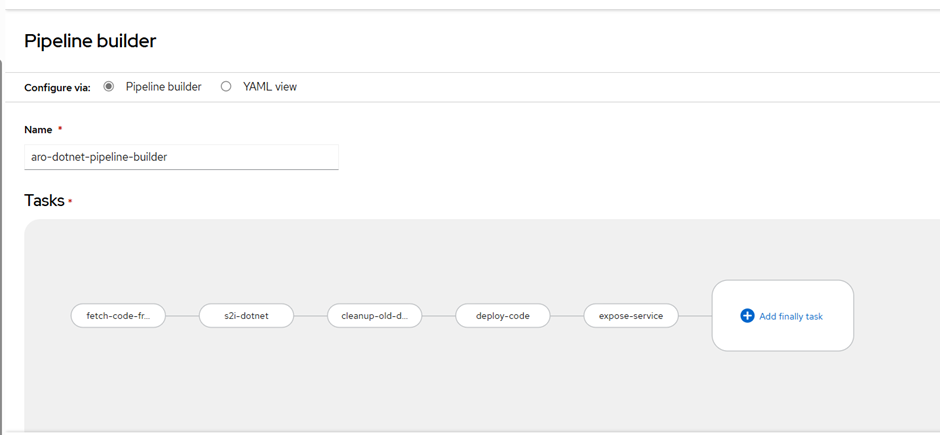 Pipeline builder
Configure via: Pipeline builder YAML view
Name *
aro-dotnet-pipeline-builder
Tasks *
fetch-code-fr... s2i-dotnet cleanup-old-d... deploy-code expose-service Add finally task